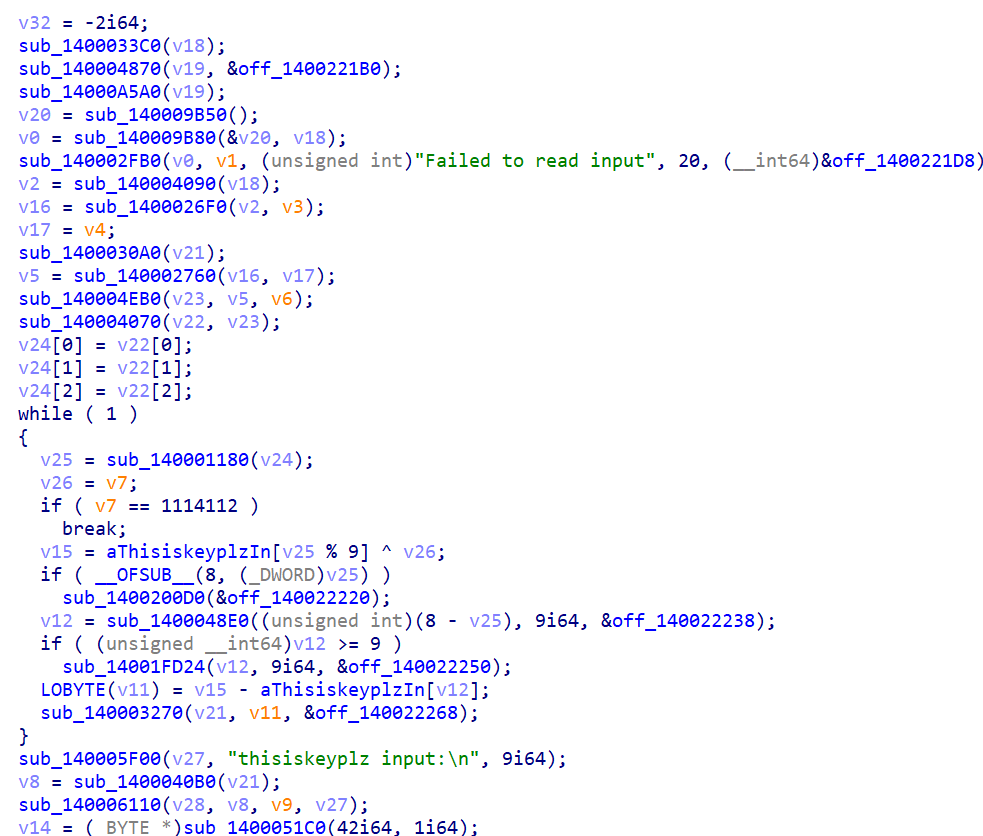 v32 = -2i64;
sub_1400033C0(v18);
sub_140004870(v19, &off_1400221B0);
sub_14000A5A0(v19);
v20 = sub_140009B50();
v0 = sub_140009B80(&v20, v18);
sub_140002FB0(v0, v1, (unsigned int)"Failed to read input", 20, (__int64)&off_1400221D8)
v2 = sub_140004090(v18);
v16 = sub_1400026F0(v2, v3);
v17 = v4;
sub_1400030A0(v21);
v5 = sub_140002760(v16, v17);
sub_140004EB0(v23, v5, v6);
sub_140004070(v22, v23);
v24[0] = v22[0];
v24[1] = v22[1];
v24[2] = v22[2];
while ( 1 )
{
  v25 = sub_140001180(v24);
  v26 = v7;
  if ( v7 == 1114112 )
    break;
  v15 = aThisiskeyplzIn[v25 % 9] ^ v26;
  if ( __OFSUB__(8, (_DWORD)v25) )
    sub_1400200D0(&off_140022220);
  v12 = sub_1400048E0((unsigned int)(8 - v25), 9i64, &off_140022238);
  if ( (unsigned __int64)v12 >= 9 )
    sub_14001FD24(v12, 9i64, &off_140022250);
  LOBYTE(v11) = v15 - aThisiskeyplzIn[v12];
  sub_140003270(v21, v11, &off_140022268);
}
sub_140005F00(v27, "thisiskeyplz input:\n", 9i64);
v8 = sub_1400040B0(v21);
sub_140006110(v28, v8, v9, v27);
v14 = (_BYTE *)sub_1400051C0(42i64, 1i64);